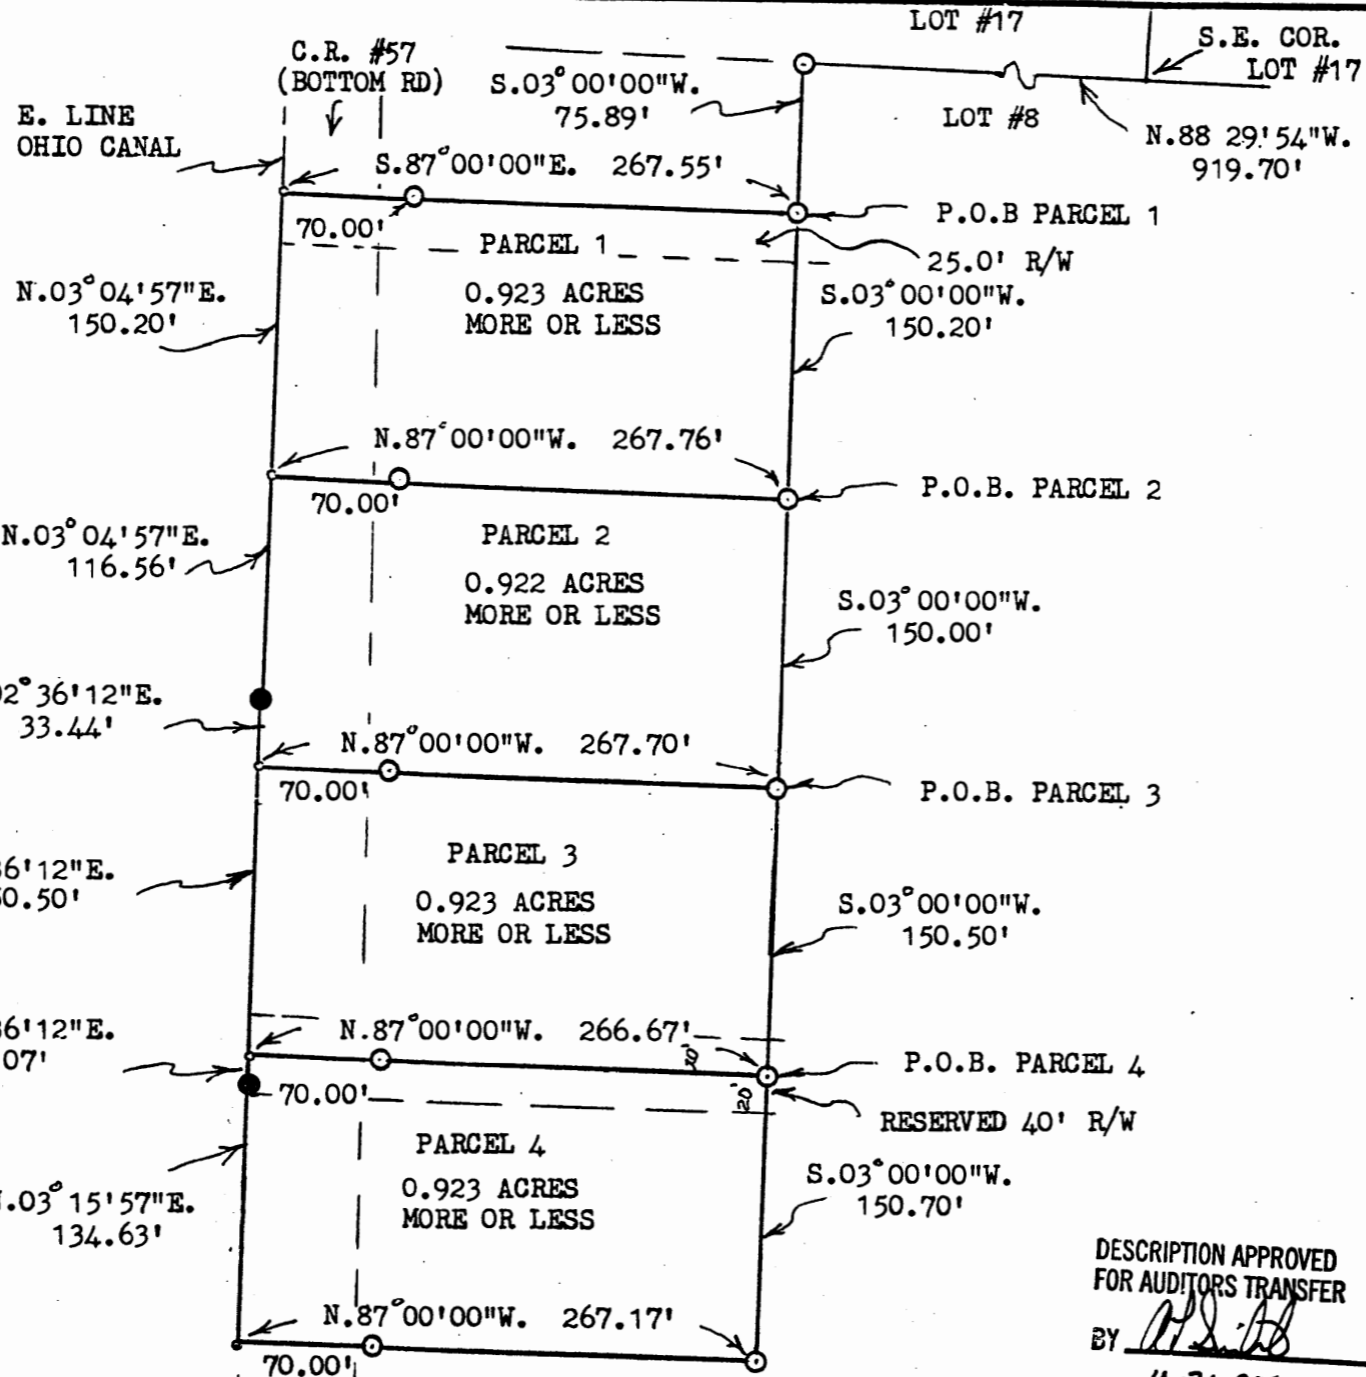 LOT #17
S.E. COR.
LOT #17
C.R. #57
(BOTTOM RD)
S.03°00'00"W.
75.89'
LOT #8
N.88 29'54"W.
919.70'
E. LINE
OHIO CANAL
S.87°00'00"E. 267.55'
P.O.B PARCEL 1
70.00'
PARCEL 1
25.0' R/W
N.03°04'57"E.
150.20'
0.923 ACRES
MORE OR LESS
S.03°00'00"W.
150.20'
N.87°00'00"W. 267.76'
P.O.B. PARCEL 2
70.00'
N.03°04'57"E.
116.56'
PARCEL 2
0.922 ACRES
MORE OR LESS
S.03°00'00"W.
150.00'
02°36'12"E.
33.44'
N.87°00'00"W. 267.70'
P.O.B. PARCEL 3
70.00'
PARCEL 3
36'12"E.
50.50'
0.923 ACRES
MORE OR LESS
S.03°00'00"W.
150.50'
36'12"E.
07'
N.87°00'00"W. 266.67'
P.O.B. PARCEL 4
70.00'
20'
RESERVED 40' R/W
PARCEL 4
0.923 ACRES
MORE OR LESS
.03°15'57"E.
134.63'
S.03°00'00"W.
150.70'
DESCRIPTION APPROVED
FOR AUDITORS TRANSFER
BY
N.87°00'00"W. 267.17'
70.00'